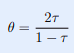 θ = 2τ / (1 − τ)